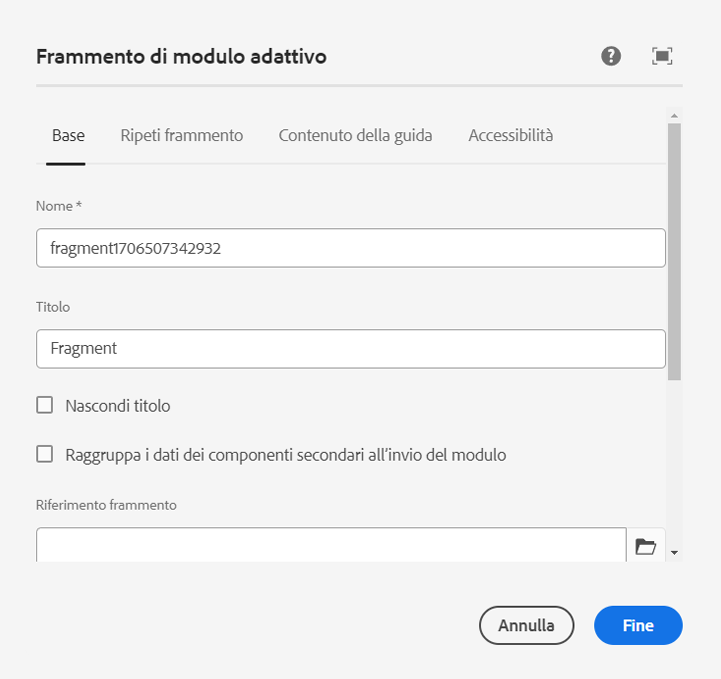 Frammento di modulo adattivo
Base Ripeti frammento Contenuto della guida Accessibilità
Nome *
fragment1706507342932
Titolo
Fragment
Nascondi titolo
Raggruppa i dati dei componenti secondari all’invio del modulo
Riferimento frammento
Annulla Fine